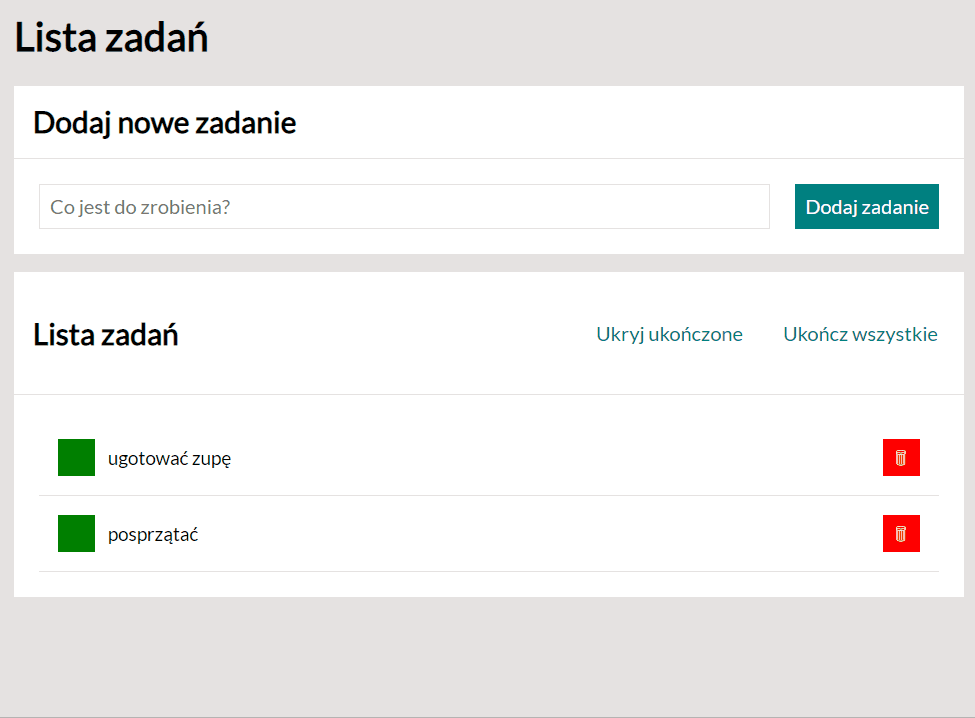 Lista zadań
Dodaj nowe zadanie
Co jest do zrobienia?
Dodaj zadanie
Lista zadań
Ukryj ukończone
Ukończ wszystkie
ugotować zupę
posprzątać